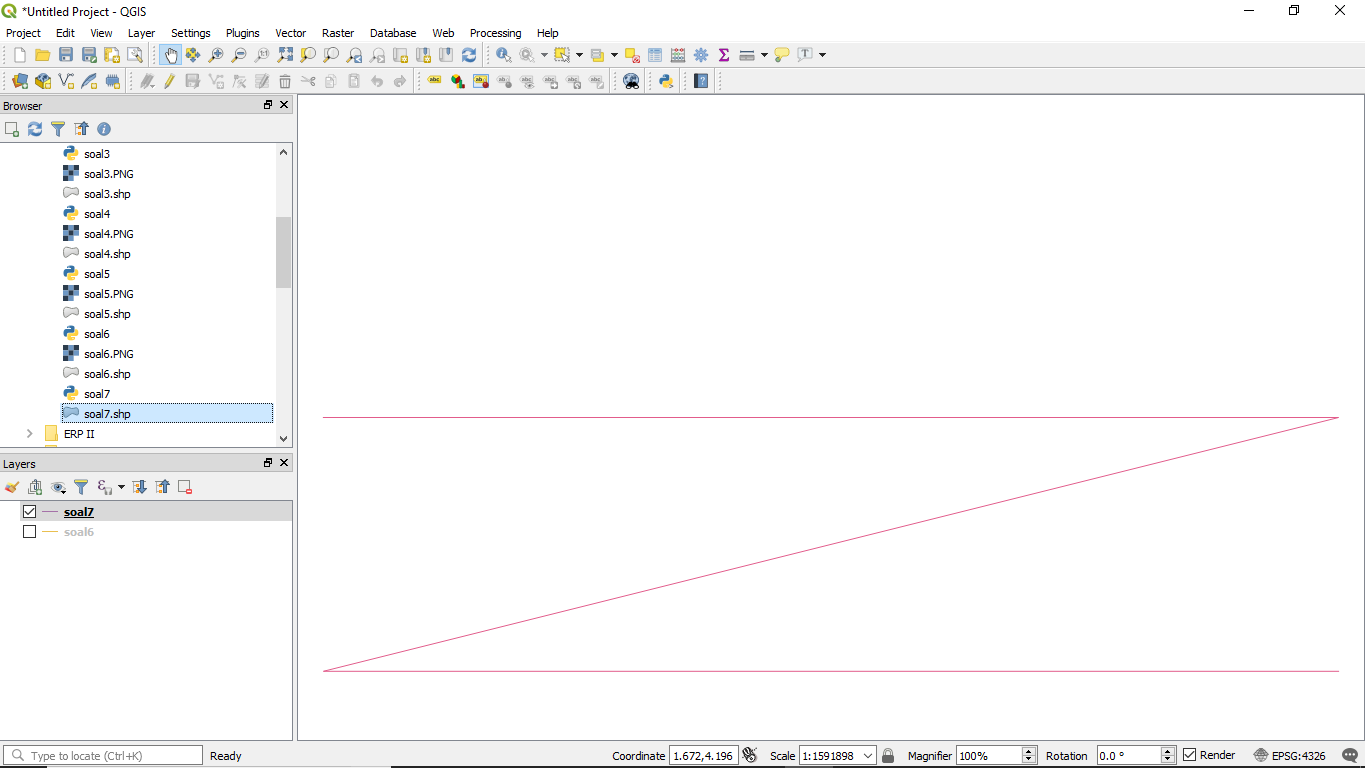 *Untitled Project - QGIS
Project Edit View Layer Settings Plugins Vector Raster Database Web Processing Help
Browser
soal3
soal3.PNG
soal3.shp
soal4
soal4.PNG
soal4.shp
soal5
soal5.PNG
soal5.shp
soal6
soal6.PNG
soal6.shp
soal7
soal7.shp
ERP II
Layers
soal7
soal6
Type to locate (Ctrl+K) Ready Coordinate 1.672,4.196 Scale 1:1591898 Magnifier 100% Rotation 0.0 ° Render EPSG:4326